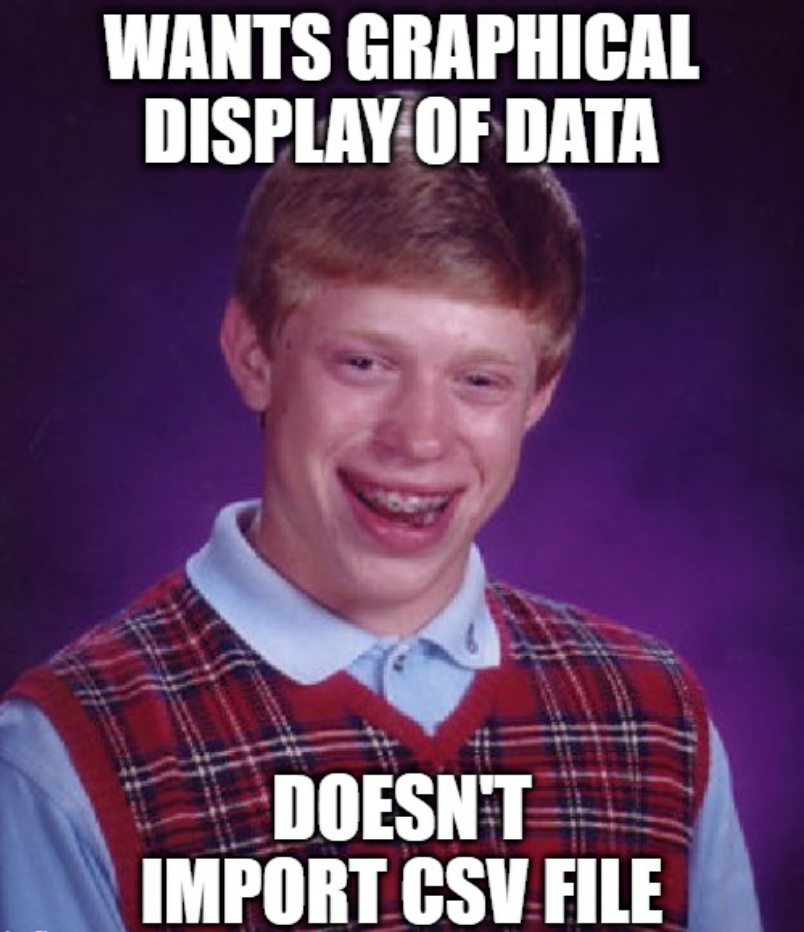 WANTS GRAPHICAL
DISPLAY OF DATA
DOESN'T
IMPORT CSV FILE